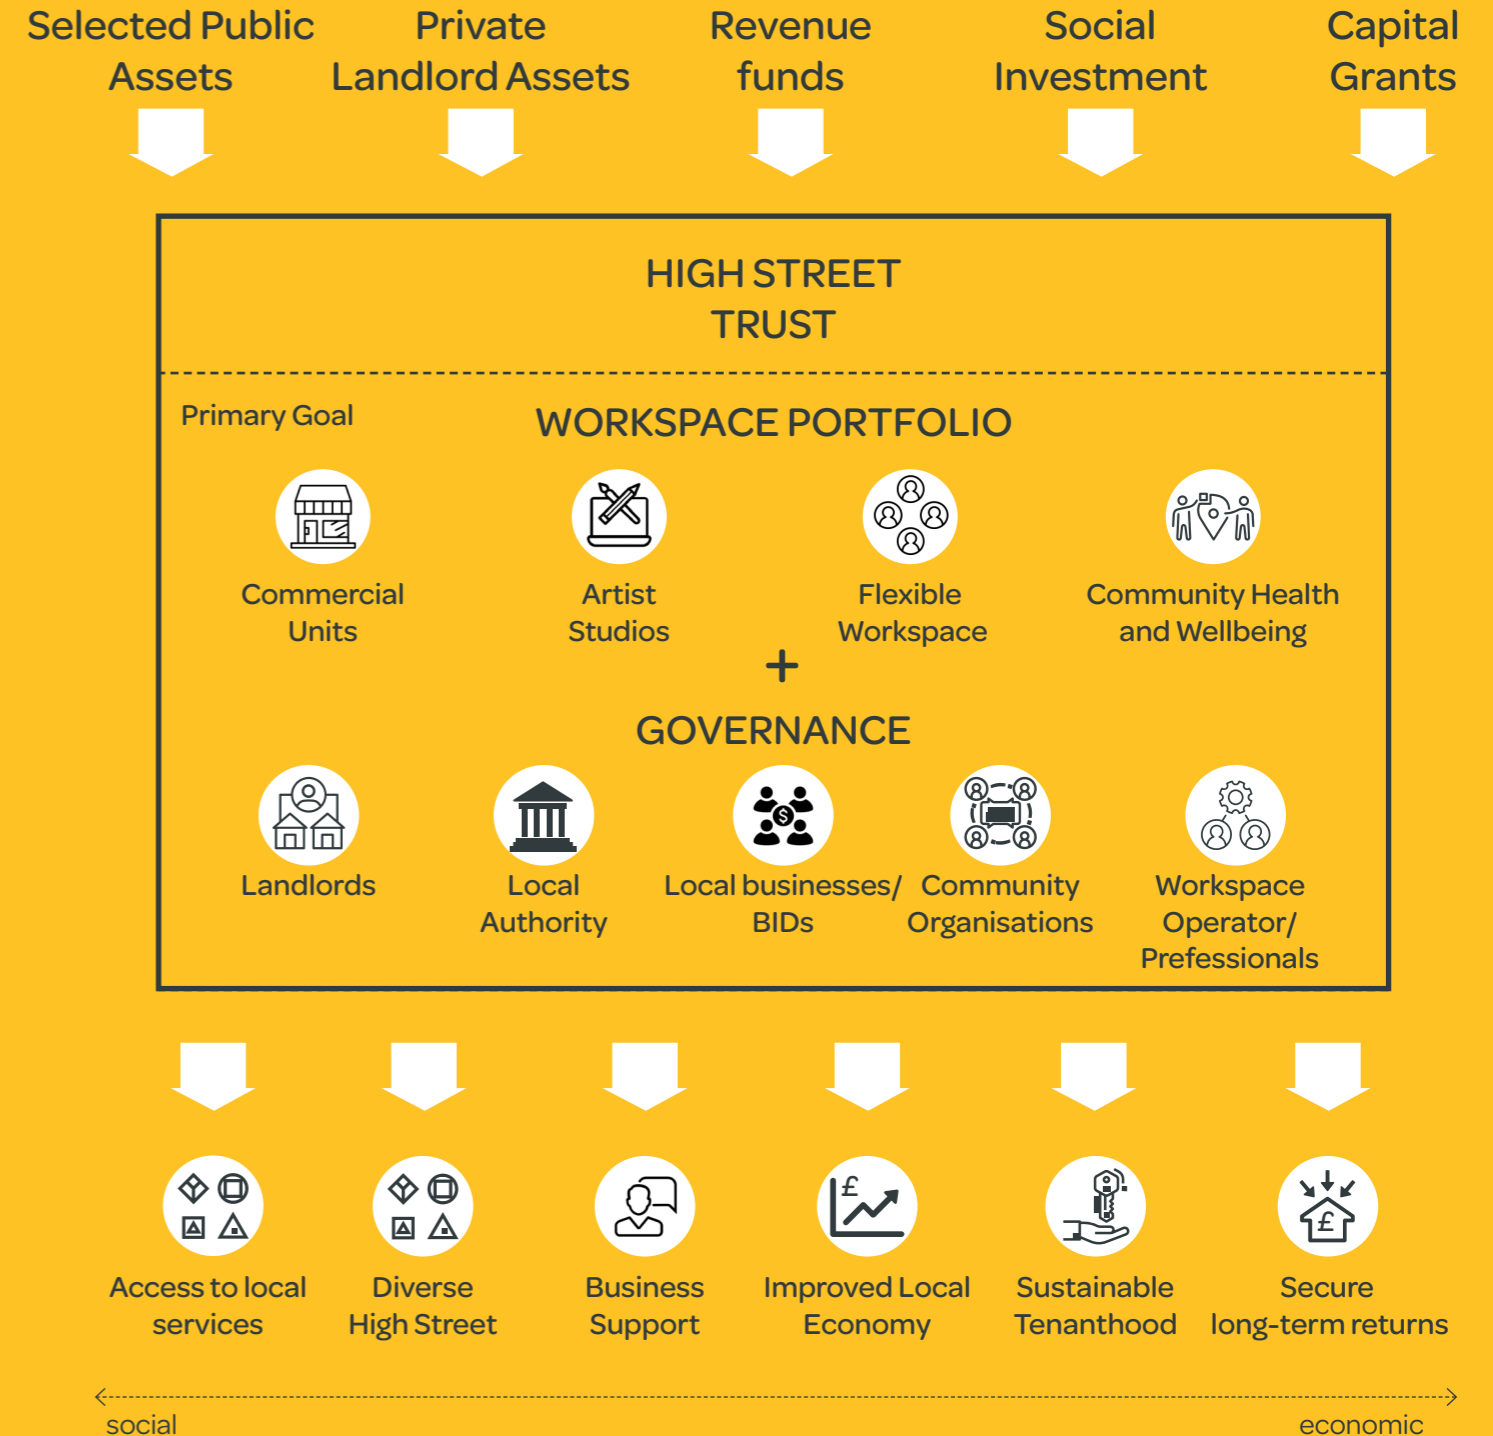 Selected Public
Assets
Private
Landlord Assets
Revenue
funds
Social
Investment
Capital
Grants
HIGH STREET
TRUST
Primary Goal
WORKSPACE PORTFOLIO
Commercial
Units
Artist
Studios
Flexible
Workspace
Community Health
and Wellbeing
+
GOVERNANCE
Landlords
Local
Authority
$
Local businesses/
BIDs
Community
Organisations
Workspace
Operator/
Prefessionals
Access to local
services
Diverse
High Street
Business
Support
£
Improved Local
Economy
Sustainable
Tenanthood
£
Secure
long-term returns
social
economic